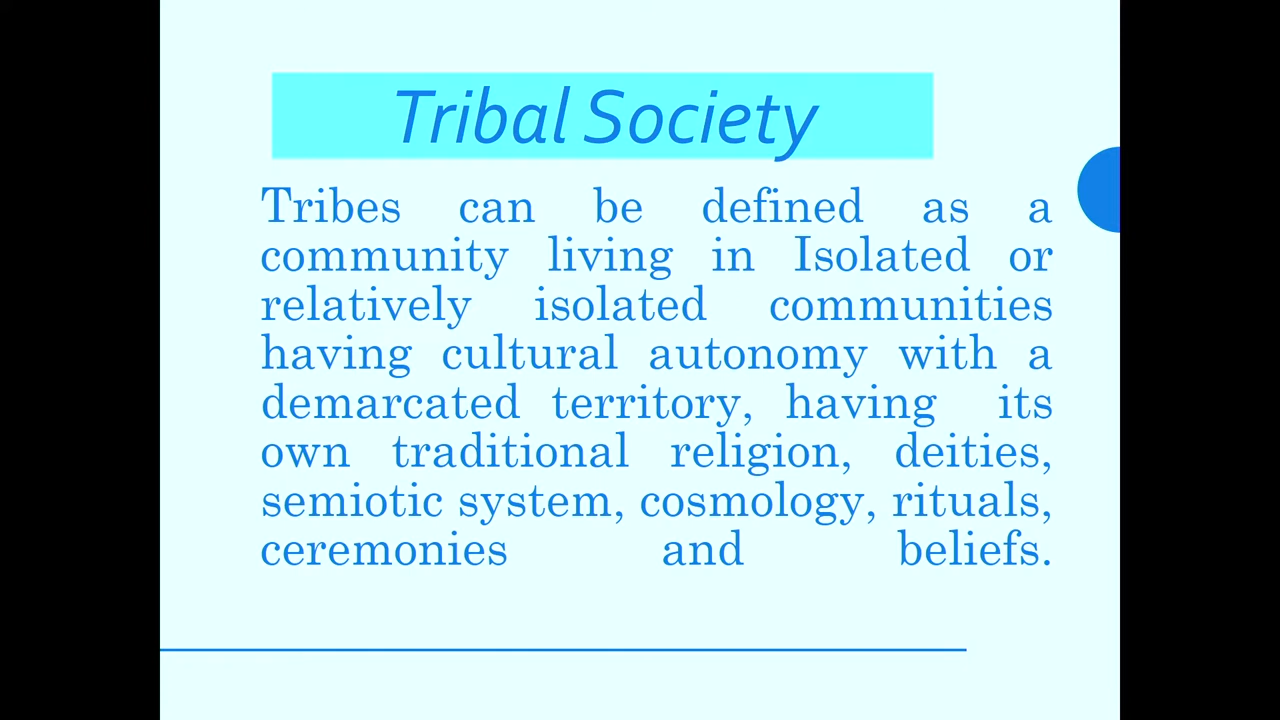 Tribal Society
Tribes can be defined as a
community living in Isolated or
relatively isolated communities
having cultural autonomy with a
demarcated territory, having its
own traditional religion, deities,
semiotic system, cosmology, rituals,
ceremonies and beliefs.